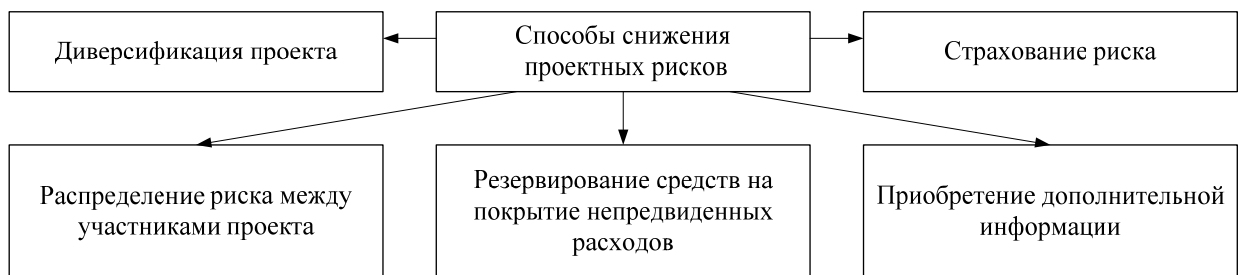 Диверсификация проекта
Способы снижения
проектных рисков
Страхование риска
Распределение риска между
участниками проекта
Резервирование средств на
покрытие непредвиденных
расходов
Приобретение дополнительной
информации